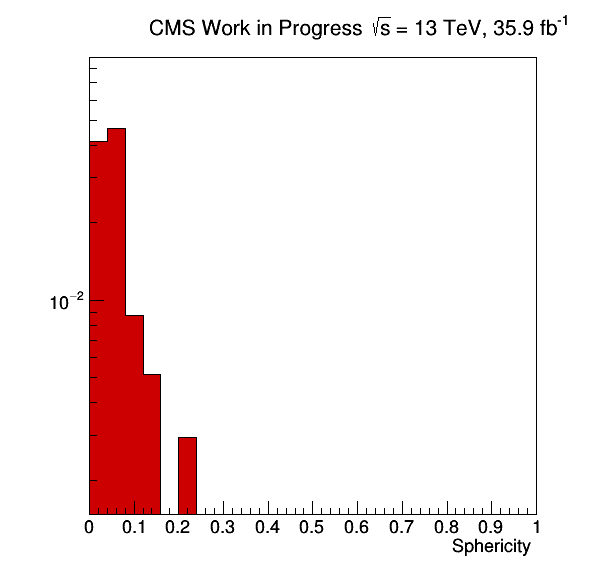 CMS Work in Progress √s = 13 TeV, 35.9 fb⁻¹
10⁻²
0 0.1 0.2 0.3 0.4 0.5 0.6 0.7 0.8 0.9 1
Sphericity